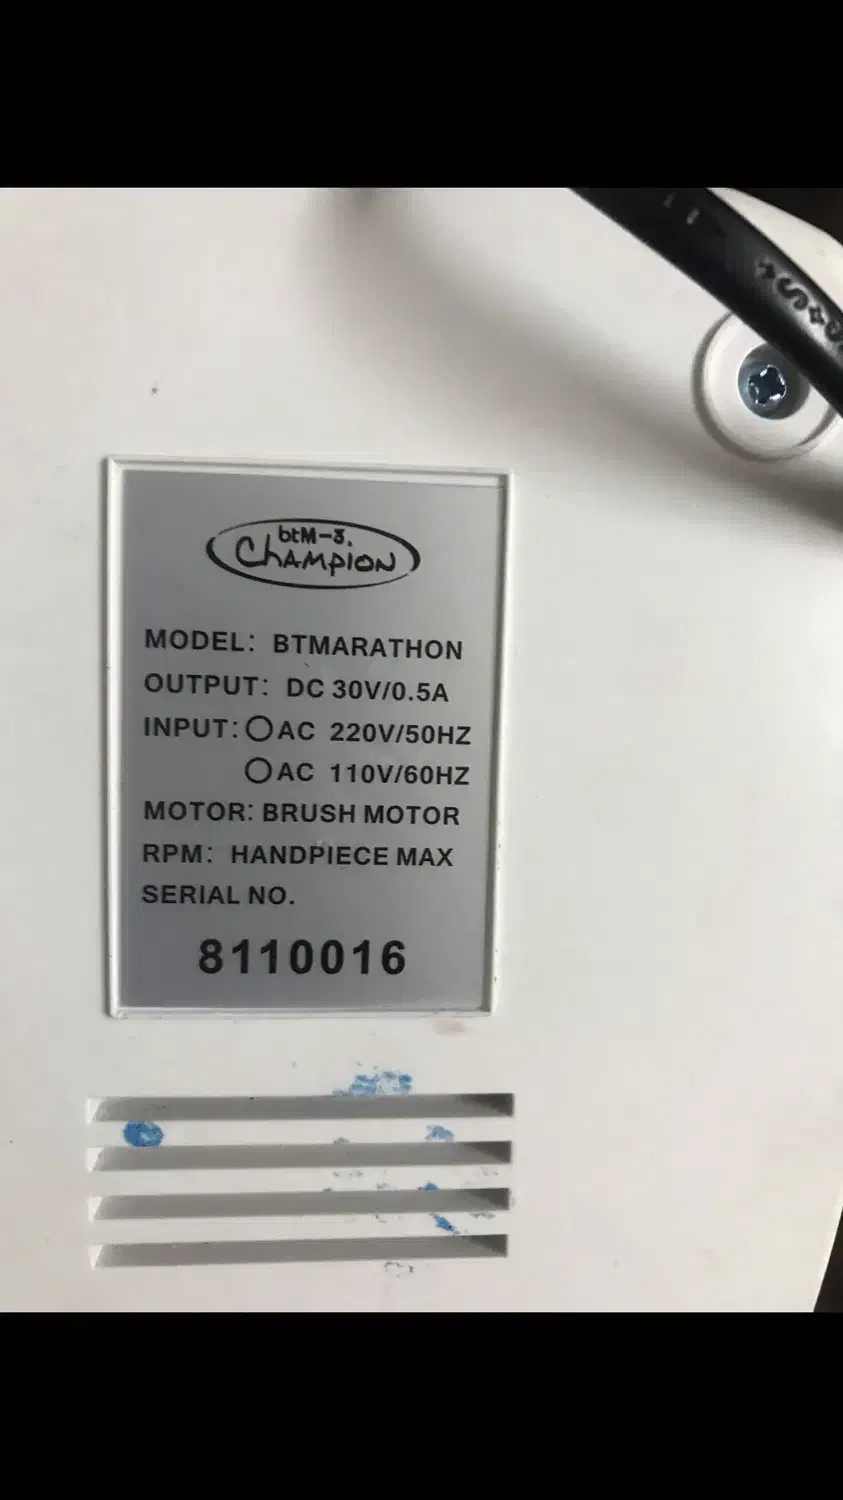 btM-3.
ChAMpION
MODEL: BTMARATHON
OUTPUT: DC 30V/0.5A
INPUT: ○AC 220V/50HZ
○AC 110V/60HZ
MOTOR: BRUSH MOTOR
RPM: HANDPIECE MAX
SERIAL NO.
8110016